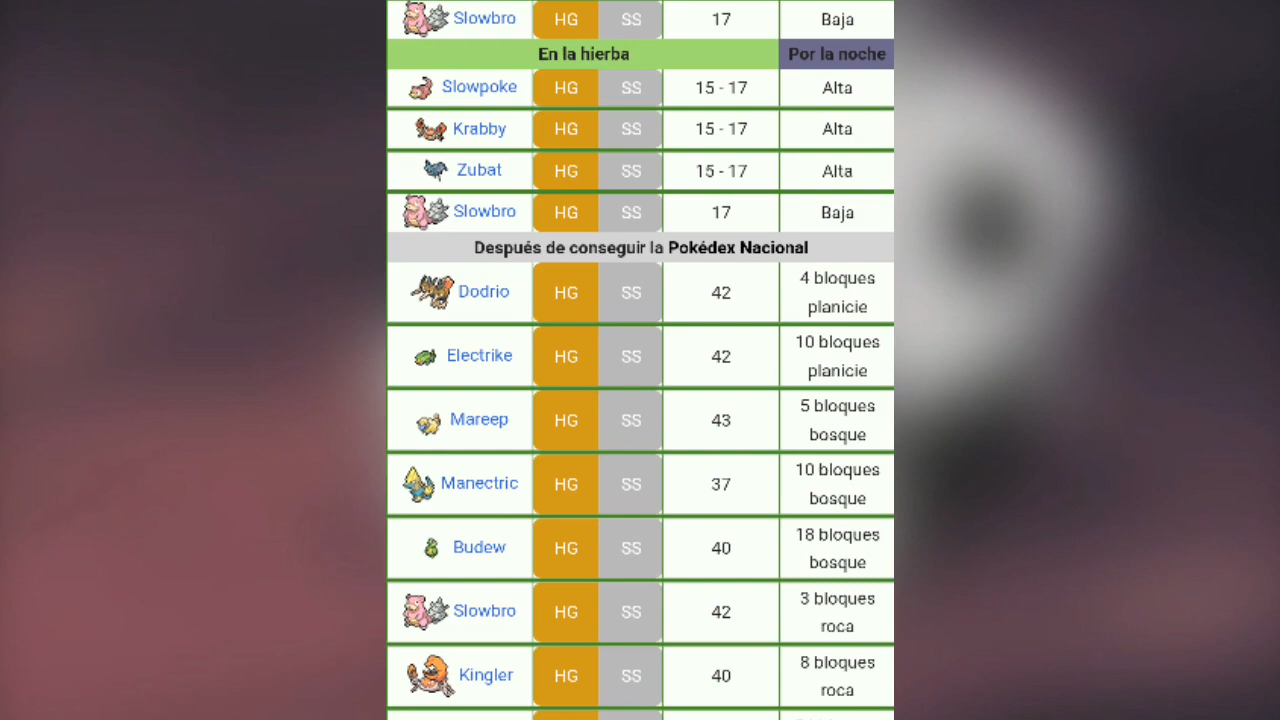 Slowbro HG SS 17 Baja
En la hierba Por la noche
Slowpoke HG SS 15 - 17 Alta
Krabby HG SS 15 - 17 Alta
Zubat HG SS 15 - 17 Alta
Slowbro HG SS 17 Baja
Después de conseguir la Pokédex Nacional
Dodrio HG SS 42 4 bloques
planicie
Electrike HG SS 42 10 bloques
planicie
Mareep HG SS 43 5 bloques
bosque
Manectric HG SS 37 10 bloques
bosque
Budew HG SS 40 18 bloques
bosque
Slowbro HG SS 42 3 bloques
roca
Kingler HG SS 40 8 bloques
roca